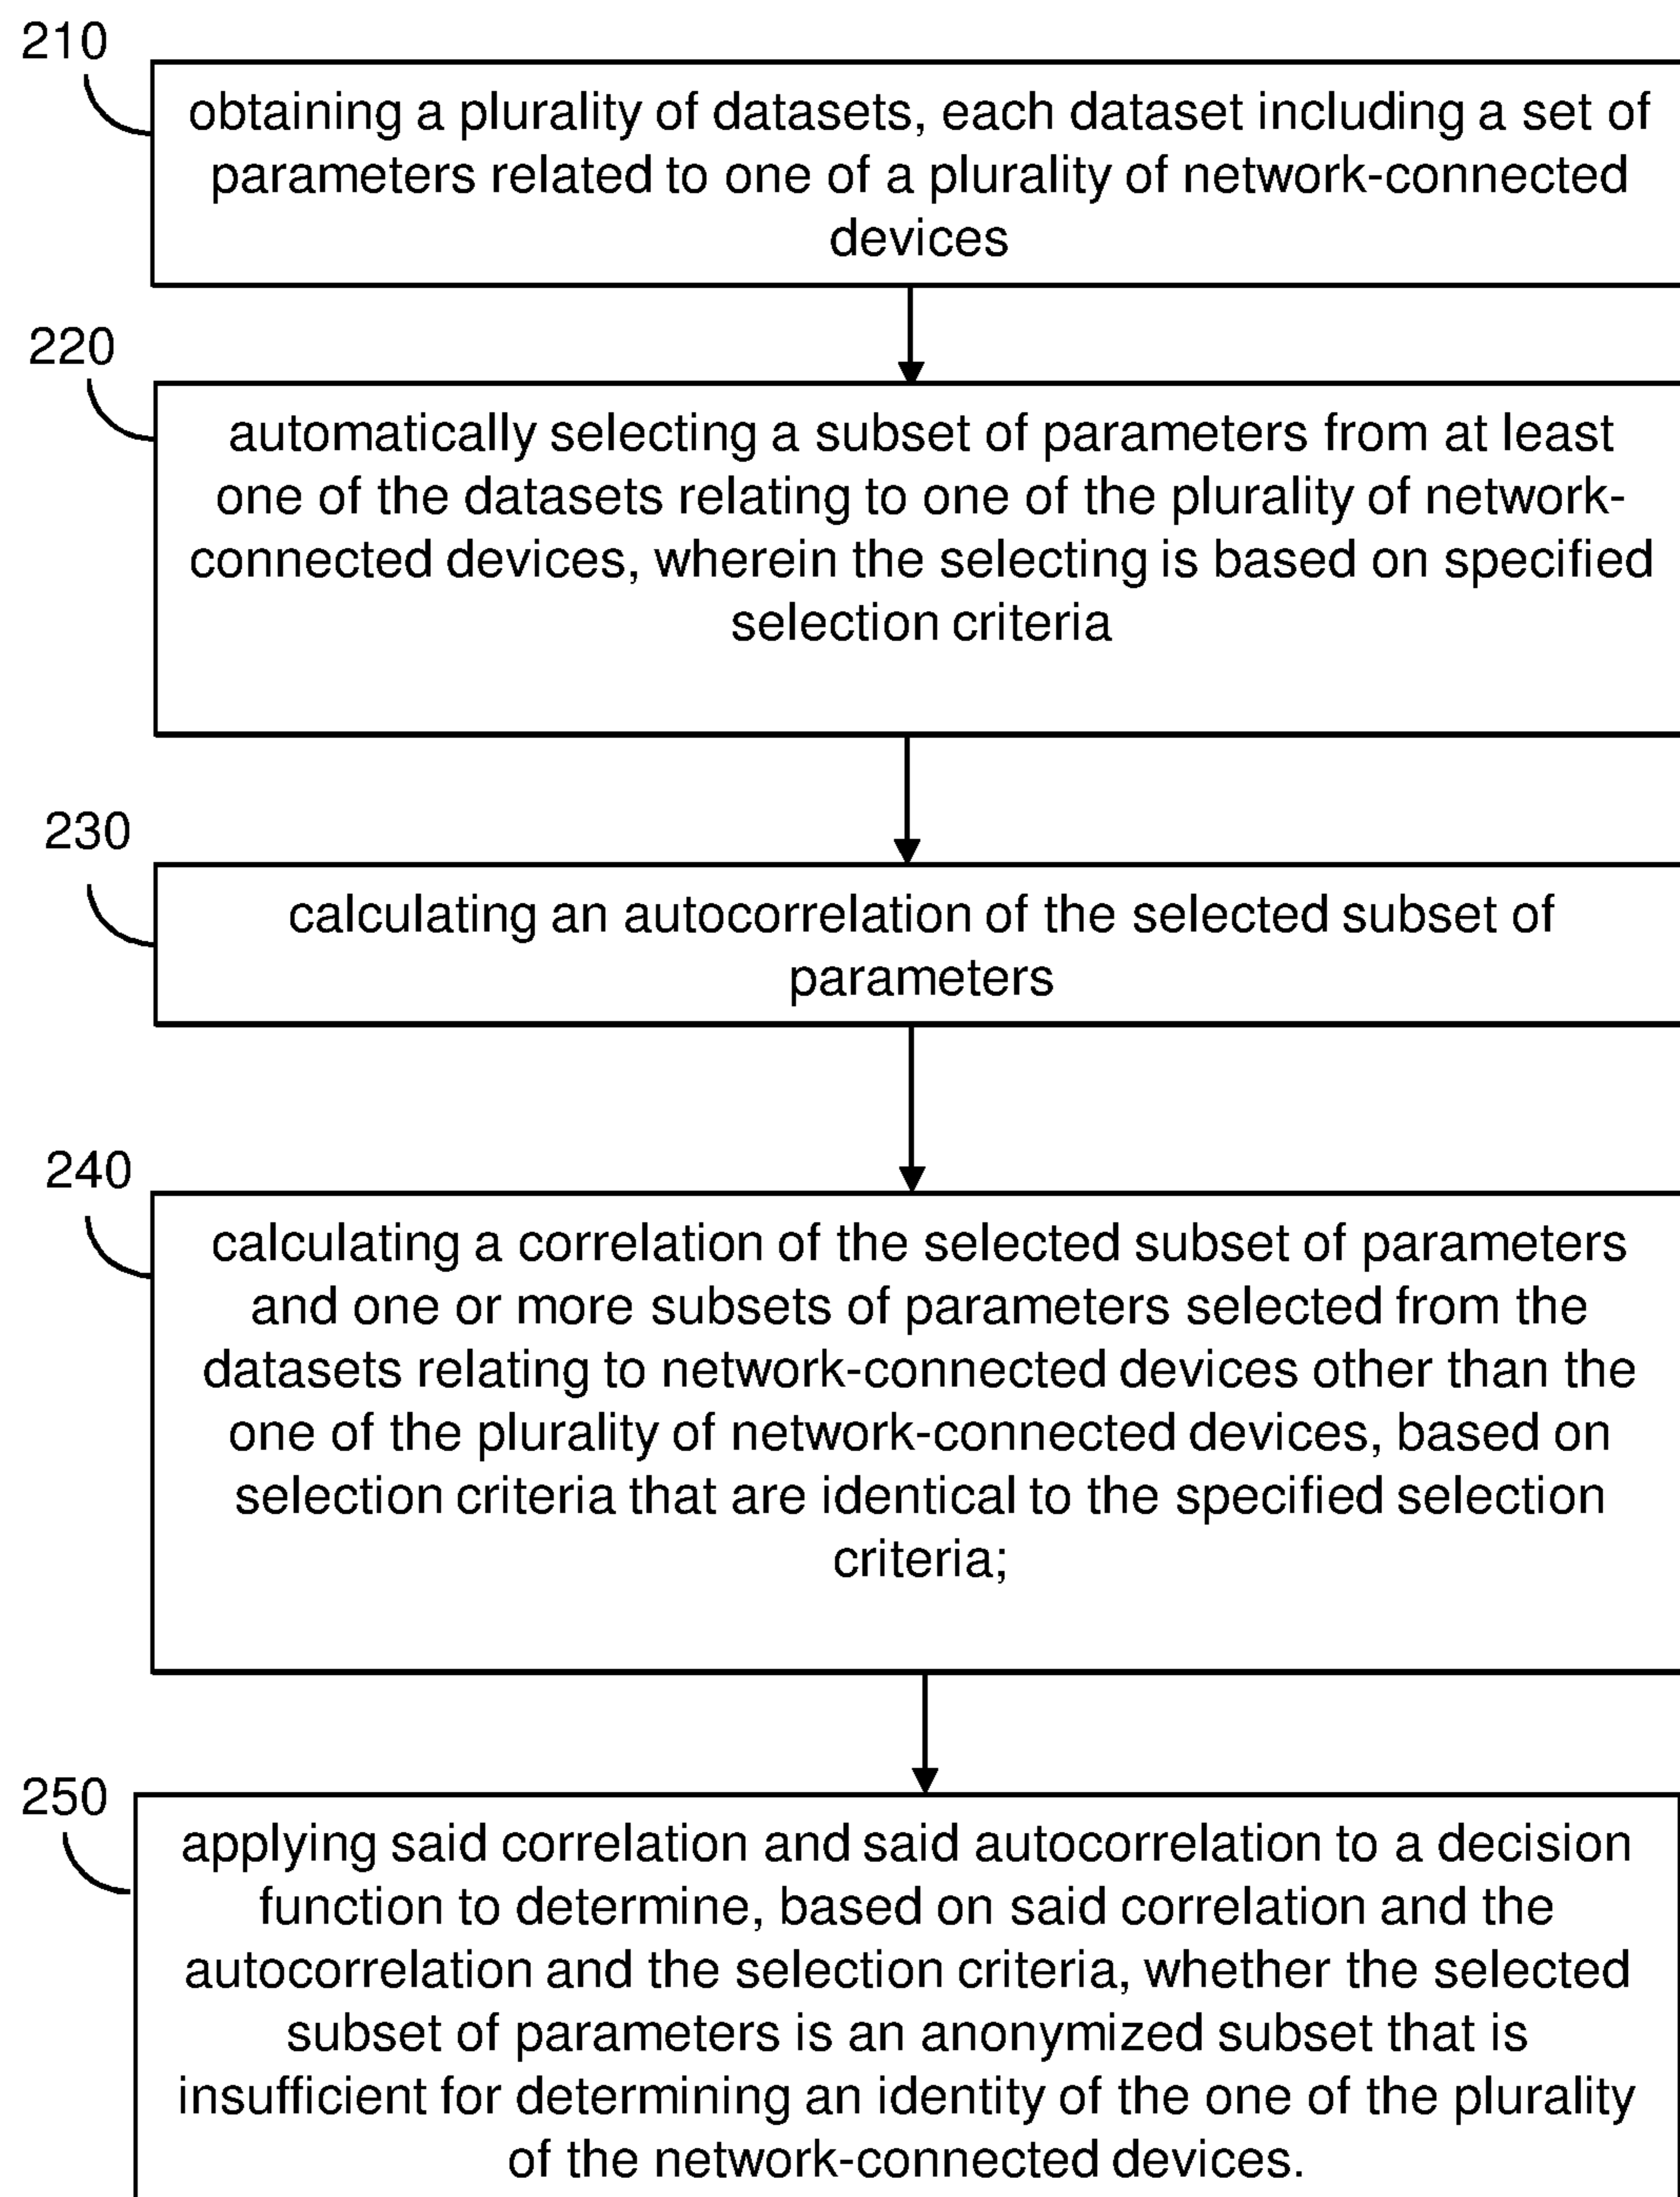 210
obtaining a plurality of datasets, each dataset including a set of
parameters related to one of a plurality of network-connected
devices
220
automatically selecting a subset of parameters from at least
one of the datasets relating to one of the plurality of network-
connected devices, wherein the selecting is based on specified
selection criteria
230
calculating an autocorrelation of the selected subset of
parameters
240
calculating a correlation of the selected subset of parameters
and one or more subsets of parameters selected from the
datasets relating to network-connected devices other than the
one of the plurality of network-connected devices, based on
selection criteria that are identical to the specified selection
criteria;
250
applying said correlation and said autocorrelation to a decision
function to determine, based on said correlation and the
autocorrelation and the selection criteria, whether the selected
subset of parameters is an anonymized subset that is
insufficient for determining an identity of the one of the plurality
of the network-connected devices.